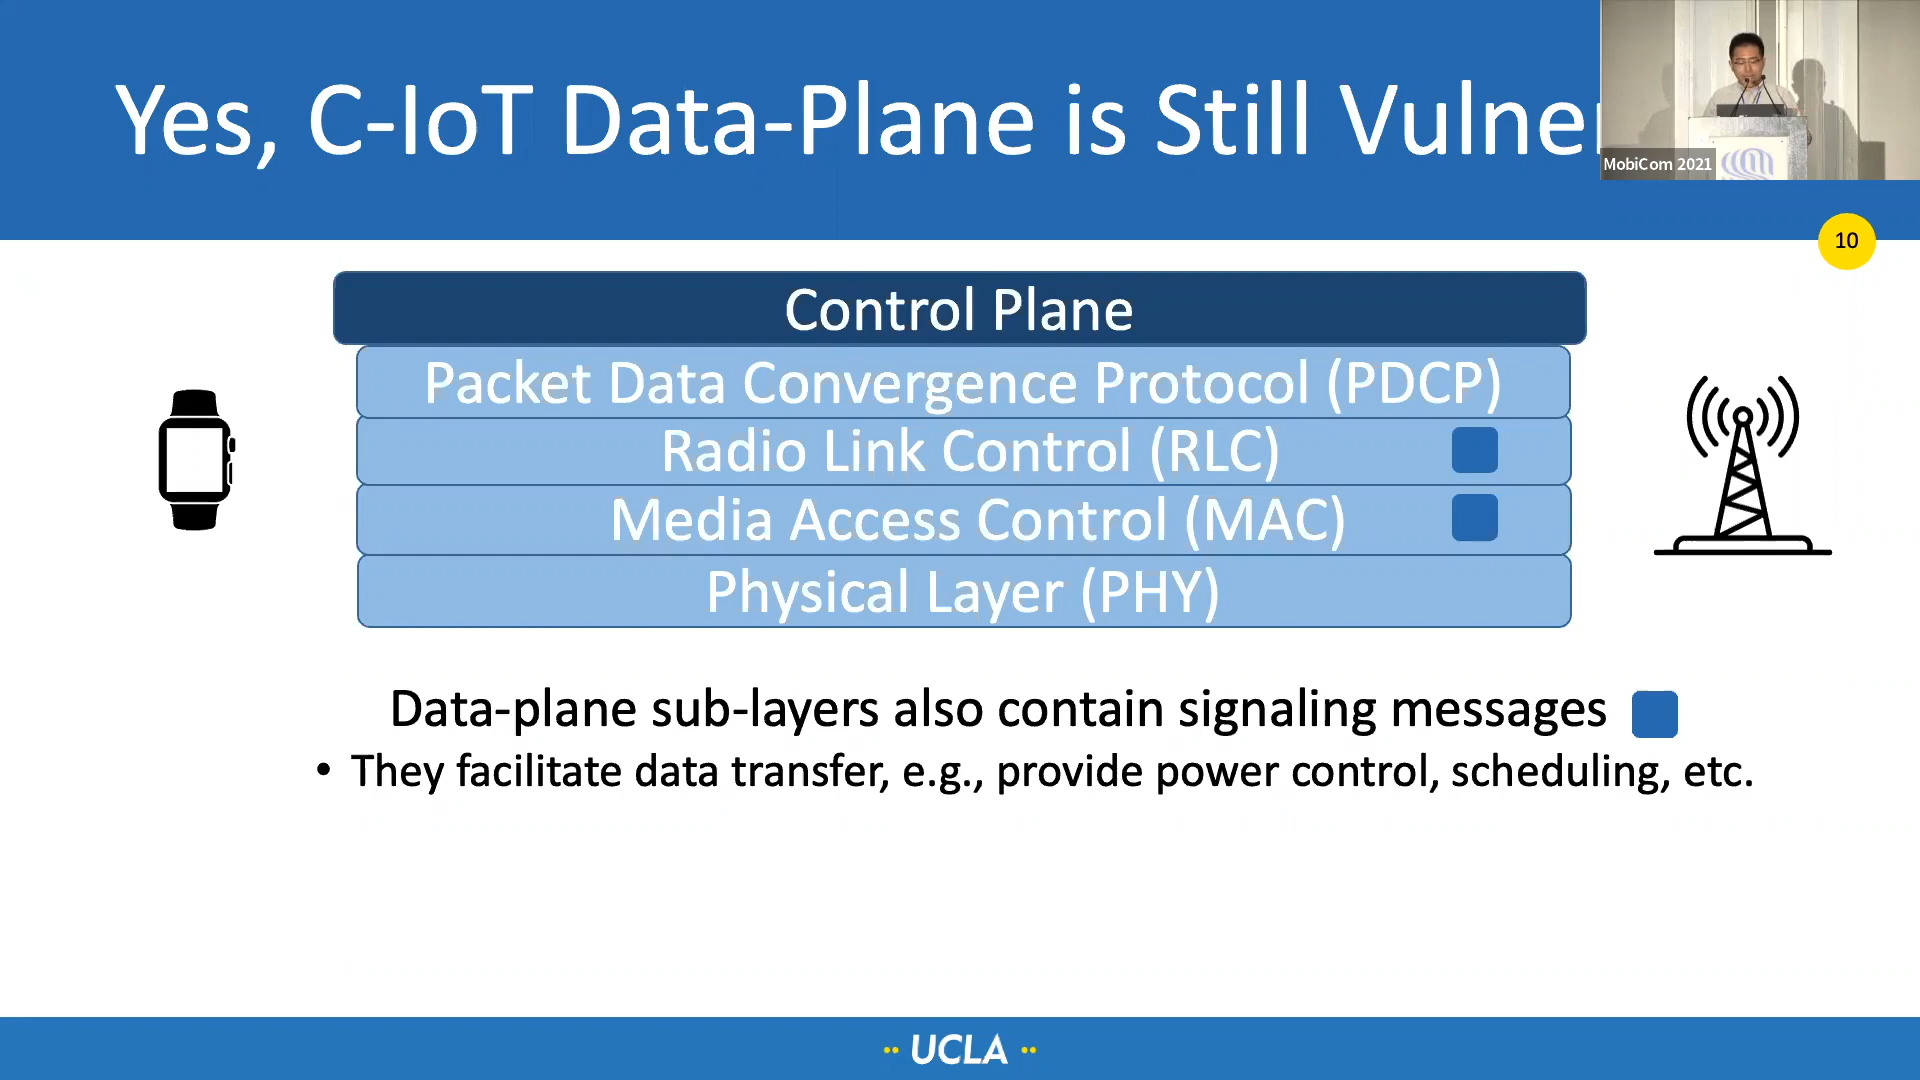 Yes, C-IoT Data-Plane is Still Vulner
MobiCom 2021
10
Control Plane
Packet Data Convergence Protocol (PDCP)
Radio Link Control (RLC)
Media Access Control (MAC)
Physical Layer (PHY)
Data-plane sub-layers also contain signaling messages
• They facilitate data transfer, e.g., provide power control, scheduling, etc.
UCLA